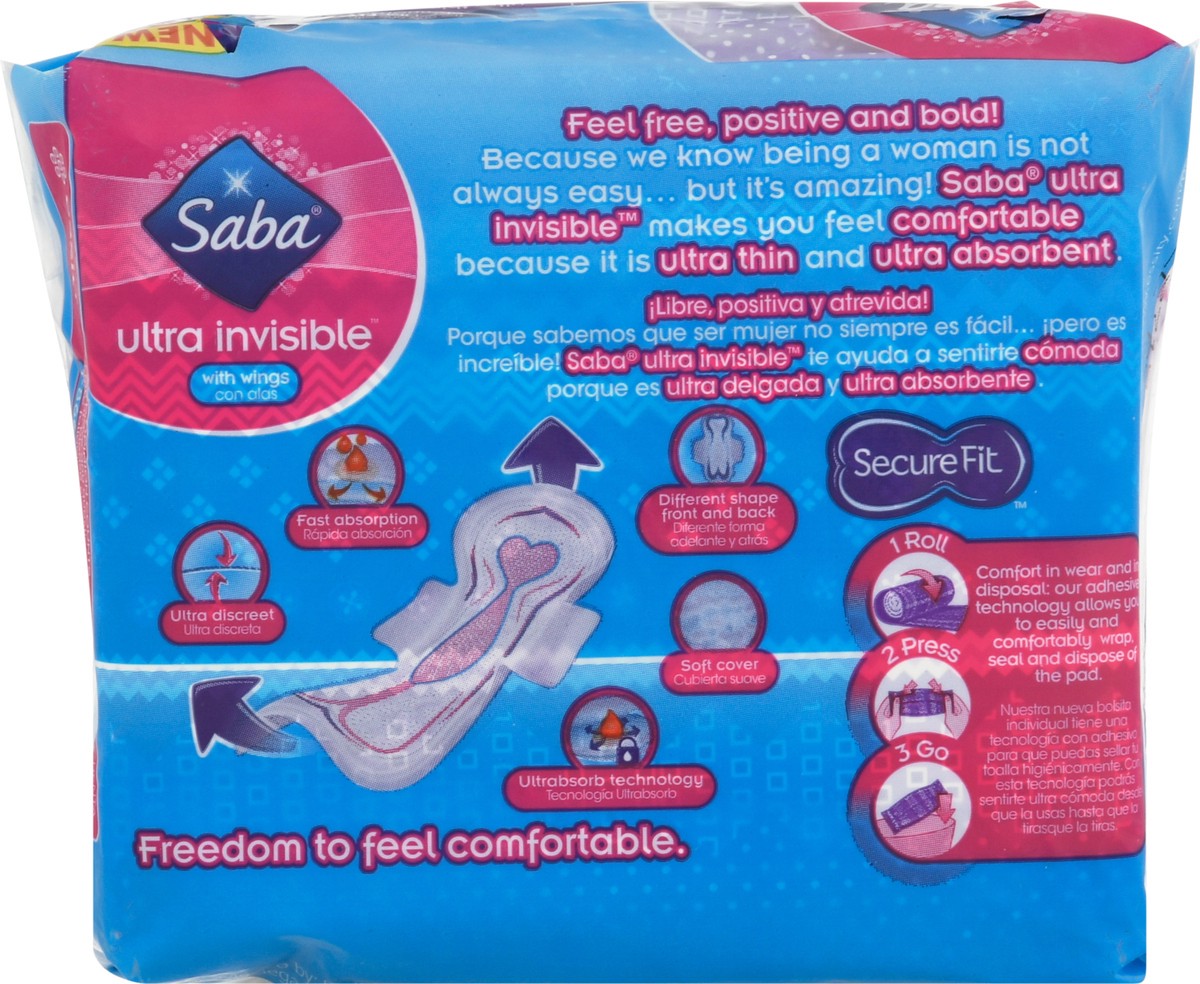 NEW
Saba®
ultra invisible™
with wings
con alas
Feel free, positive and bold!
Because we know being a woman is not
always easy... but it's amazing! Saba® ultra
invisible™ makes you feel comfortable
because it is ultra thin and ultra absorbent.
¡Libre, positiva y atrevida!
Porque sabemos que ser mujer no siempre es fácil... ¡pero es
increíble! Saba® ultra invisible™ te ayuda a sentirte cómoda
porque es ultra delgada y ultra absorbente.
Fast absorption
Rápida absorción
Ultra discreet
Ultra discreta
Different shape
front and back
Diferente forma
adelante y atrás
Soft cover
Cubierta suave
Ultrabsorb technology
Tecnología Ultrabsorb
Secure Fit™
1 Roll
2 Press
3 Go
Comfort in wear and in
disposal: our adhesive
technology allows you
to easily and
comfortably wrap,
seal and dispose of
the pad.
Nuestra nueva bolsita
individual tiene una
tecnología con adhesivo
para que puedas sellar tu
toalla higiénicamente. Con
esta tecnología podrás
sentirte ultra cómoda desde
que la usas hasta que la
tirasque la tiras.
Freedom to feel comfortable.